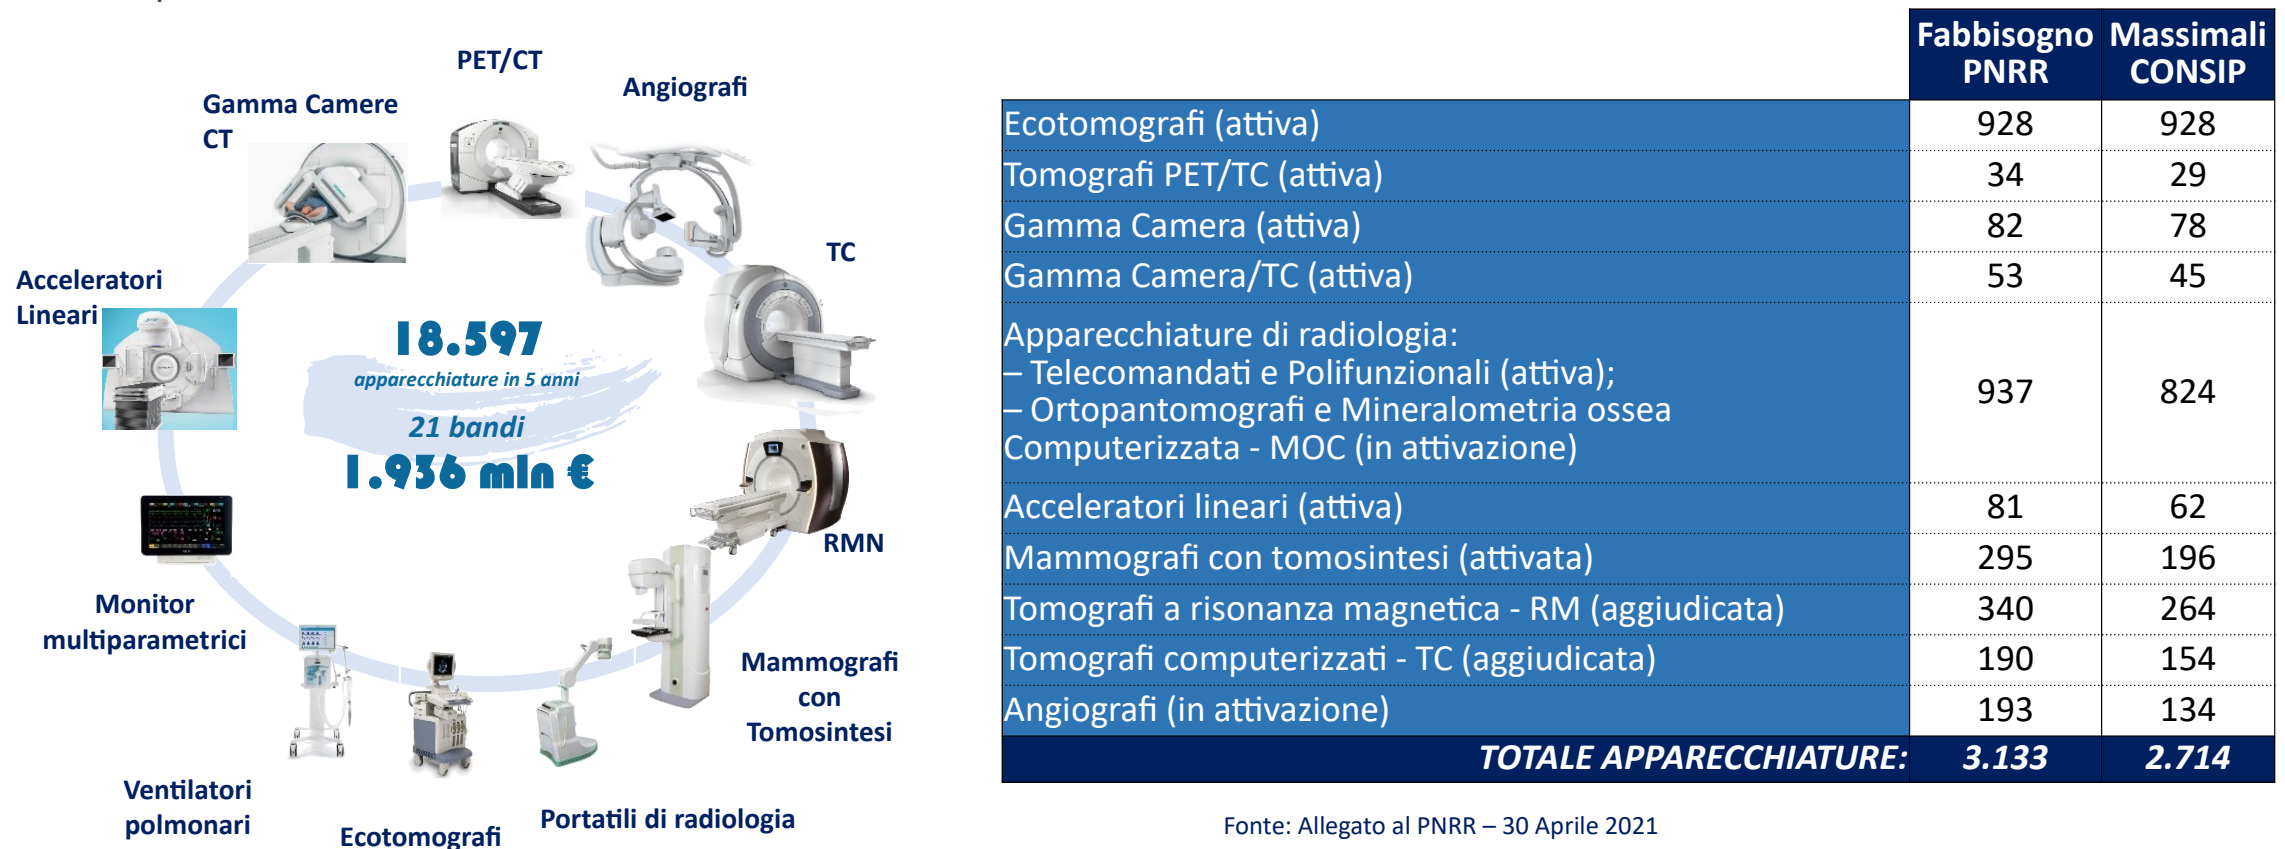 PET/CT
Angiografi
Gamma Camere
CT
TC
Acceleratori
Lineari
18.597
apparecchiature in 5 anni
21 bandi
1.936 mln €
RMN
Monitor
multiparametrici
Mammografi
con
Tomosintesi
Ventilatori
polmonari
Ecotomografi
Portatili di radiologia
Fabbisogno PNRR Massimali CONSIP
Ecotomografi (attiva) 928 928
Tomografi PET/TC (attiva) 34 29
Gamma Camera (attiva) 82 78
Gamma Camera/TC (attiva) 53 45
Apparecchiature di radiologia:
– Telecomandati e Polifunzionali (attiva);
– Ortopantomografi e Mineralometria ossea
Computerizzata - MOC (in attivazione) 937 824
Acceleratori lineari (attiva) 81 62
Mammografi con tomosintesi (attivata) 295 196
Tomografi a risonanza magnetica - RM (aggiudicata) 340 264
Tomografi computerizzati - TC (aggiudicata) 190 154
Angiografi (in attivazione) 193 134
TOTALE APPARECCHIATURE: 3.133 2.714
Fonte: Allegato al PNRR – 30 Aprile 2021